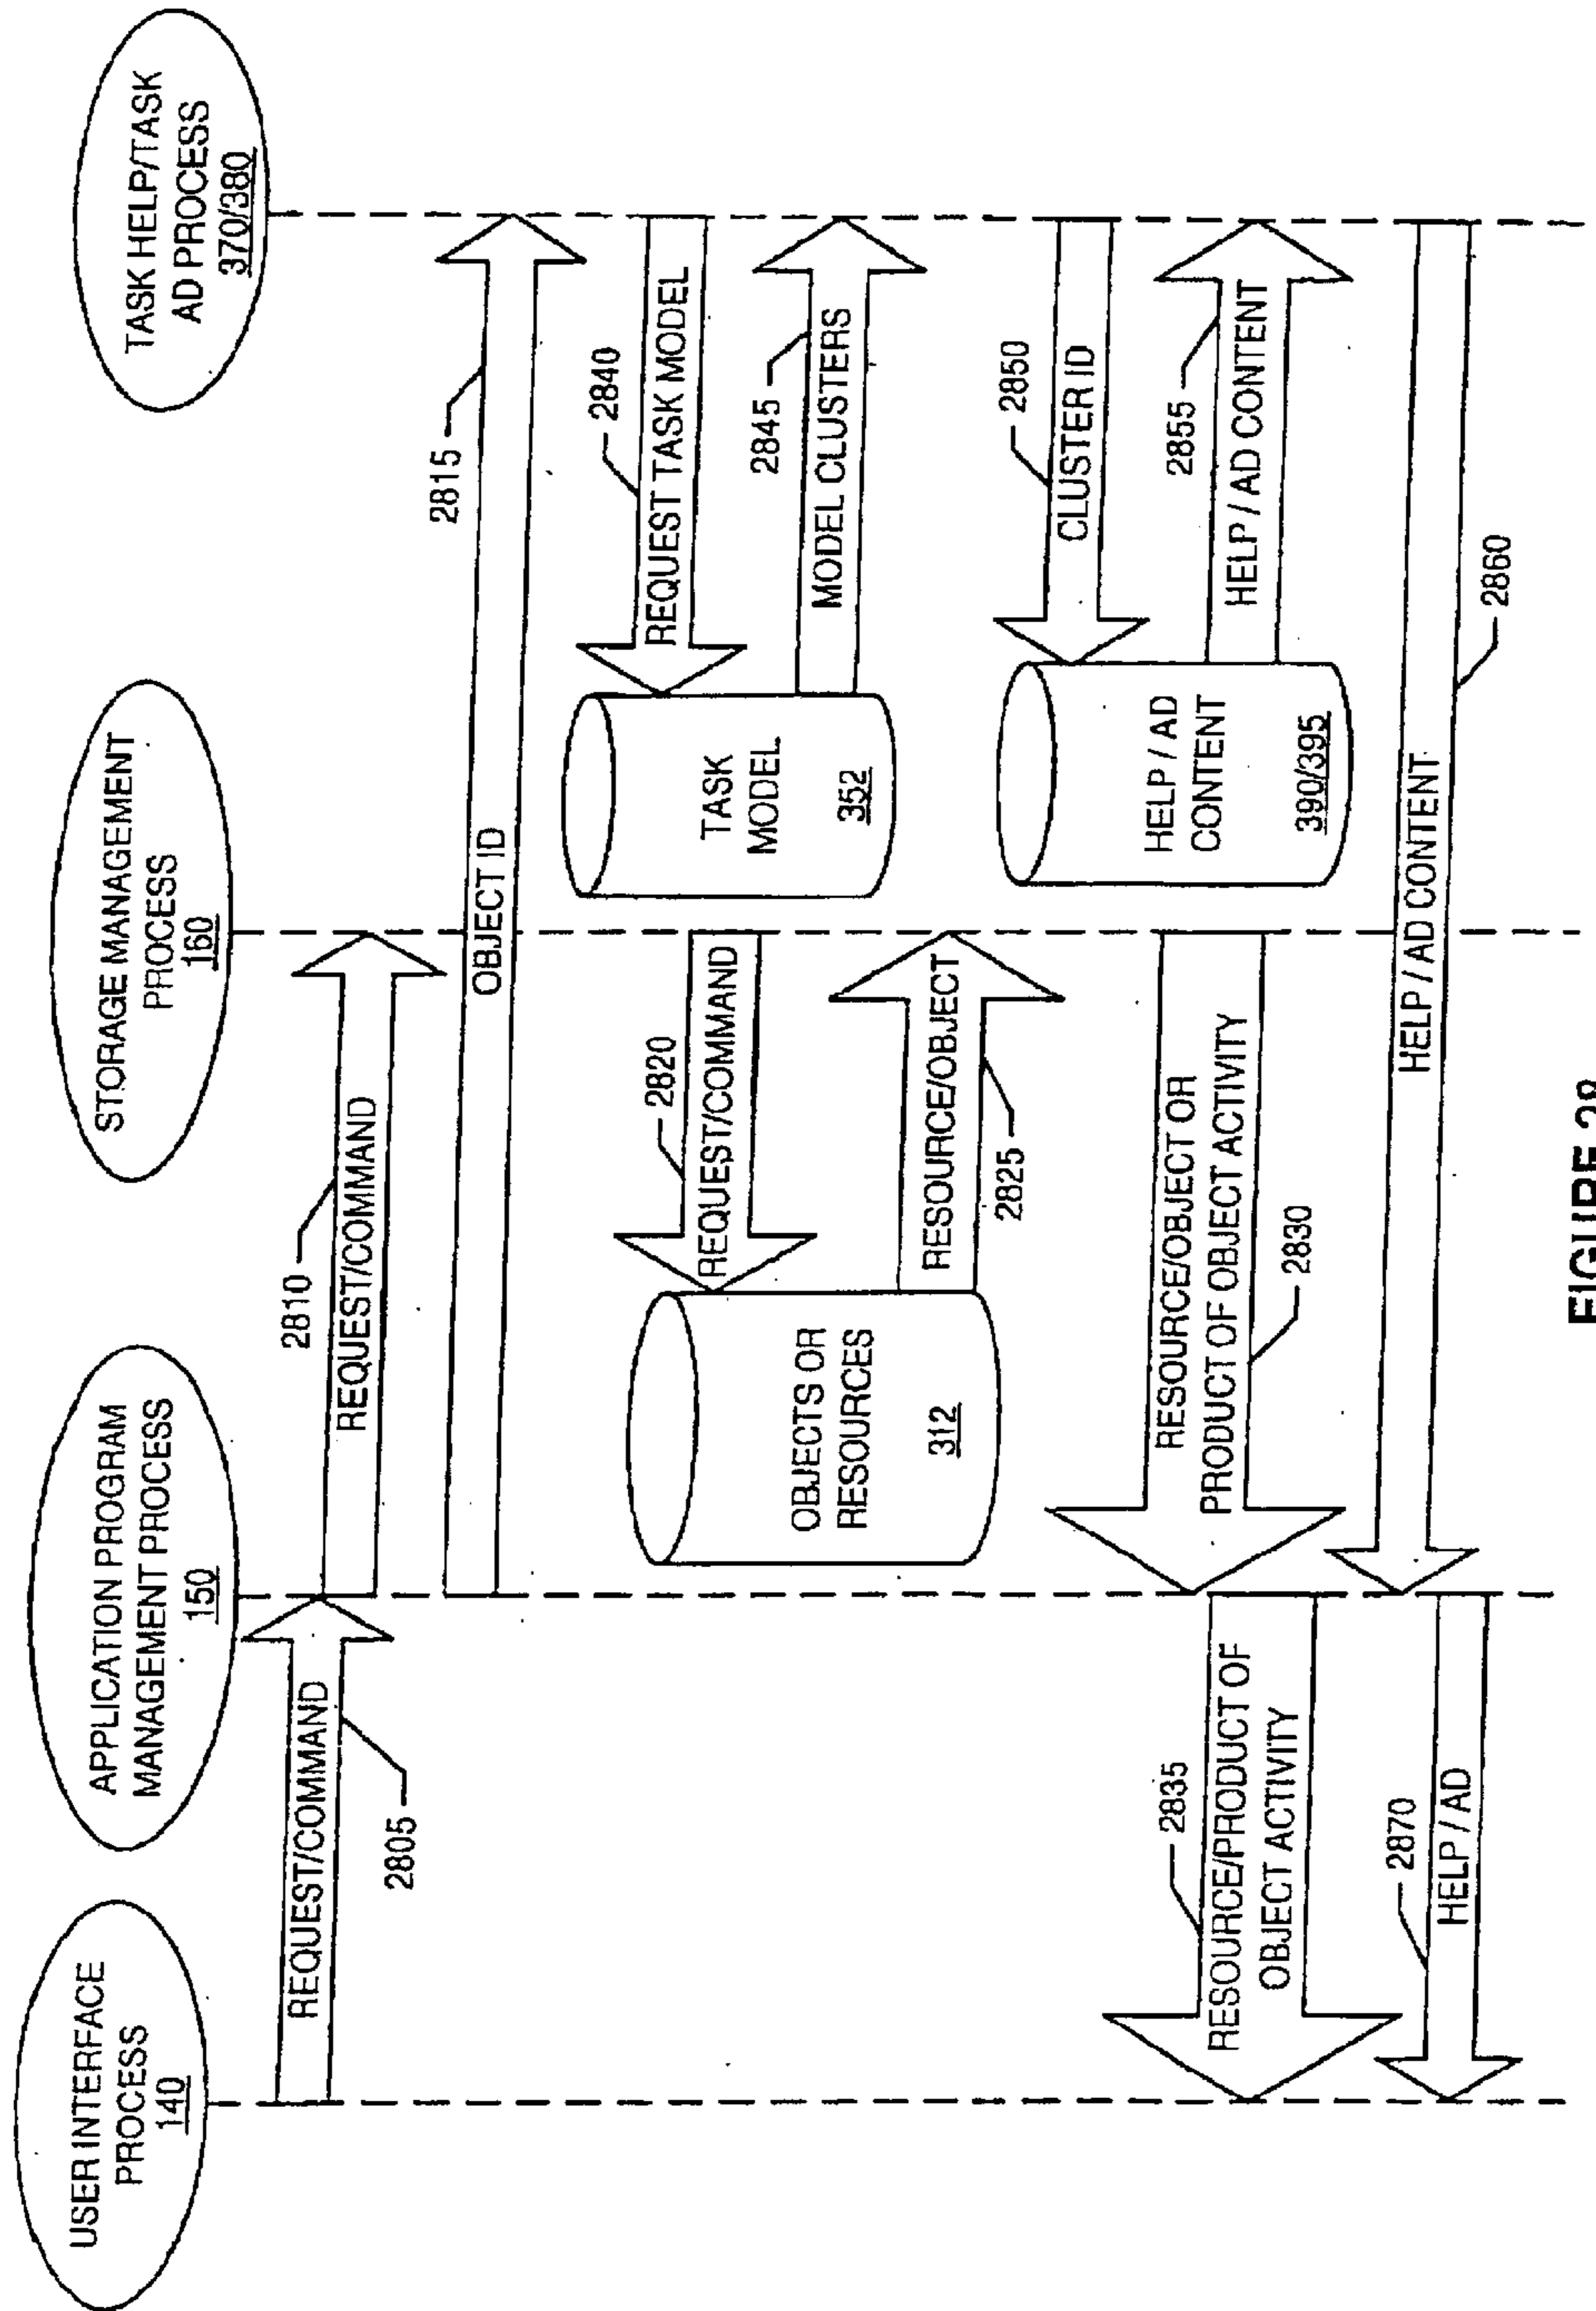 USER INTERFACE
PROCESS
140
APPLICATION PROGRAM
MANAGEMENT PROCESS
150
STORAGE MANAGEMENT
PROCESS
160
TASK HELP/TASK
AD PROCESS
370/380
REQUEST/COMMAND
2805
2810
REQUEST/COMMAND
2815
OBJECT ID
2820
REQUEST/COMMAND
OBJECTS OR
RESOURCES
312
RESOURCE/OBJECT
2825
2840
REQUEST TASK MODEL
TASK
MODEL
352
2845
MODEL CLUSTERS
2850
CLUSTER ID
HELP / AD
CONTENT
390/395
2855
HELP / AD CONTENT
RESOURCE/OBJECT OR
PRODUCT OF OBJECT ACTIVITY
2830
2835
RESOURCE/PRODUCT OF
OBJECT ACTIVITY
HELP / AD CONTENT
2860
2870
HELP / AD
FIGURE 28